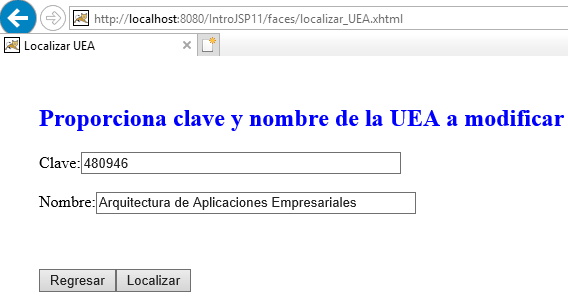 http://localhost:8080/IntroJSP11/faces/localizar_UEA.xhtml
Localizar UEA
Proporciona clave y nombre de la UEA a modificar
Clave:480946
Nombre:Arquitectura de Aplicaciones Empresariales
Regresar Localizar